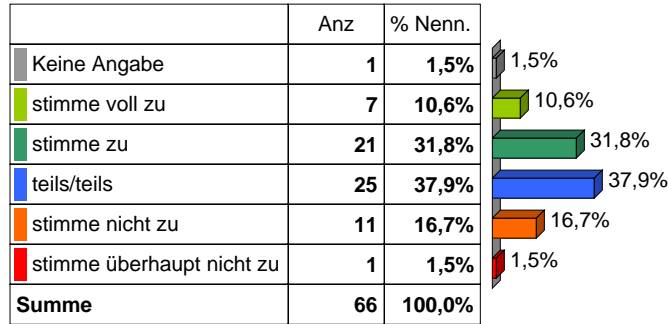 Anz % Nenn.
Keine Angabe 1 1,5% 1,5%
stimme voll zu 7 10,6% 10,6%
stimme zu 21 31,8% 31,8%
teils/teils 25 37,9% 37,9%
stimme nicht zu 11 16,7% 16,7%
stimme überhaupt nicht zu 1 1,5% 1,5%
Summe 66 100,0%